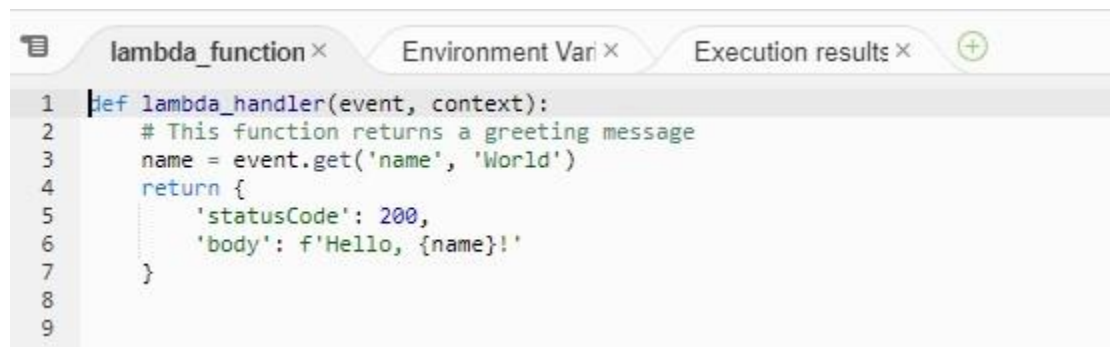 lambda_function × Environment Vari × Execution results ×
1 def lambda_handler(event, context):
2     # This function returns a greeting message
3     name = event.get('name', 'World')
4     return {
5         'statusCode': 200,
6         'body': f'Hello, {name}!'
7     }
8
9